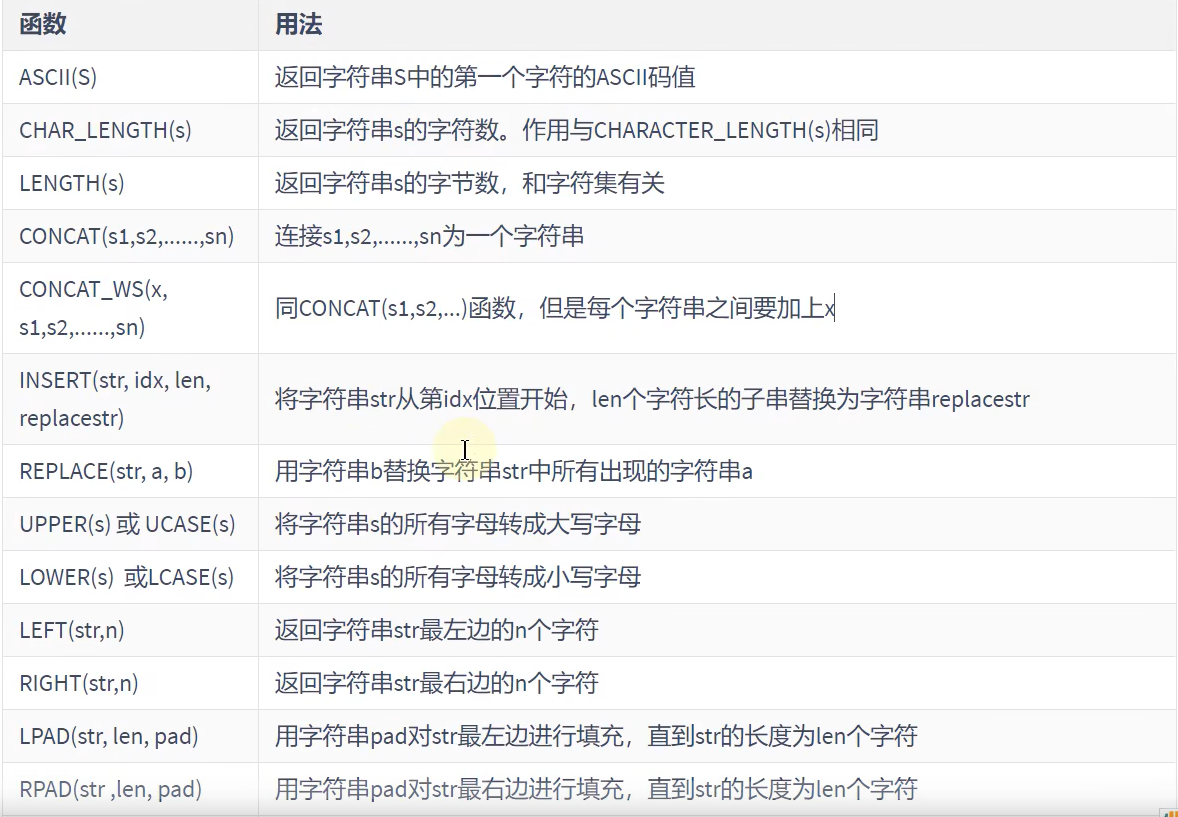 函数 用法
ASCII(S) 返回字符串S中的第一个字符的ASCII码值
CHAR_LENGTH(s) 返回字符串s的字符数。作用与CHARACTER_LENGTH(s)相同
LENGTH(s) 返回字符串s的字节数，和字符集有关
CONCAT(s1,s2,......,sn) 连接s1,s2,......,sn为一个字符串
CONCAT_WS(x,
s1,s2,......,sn) 同CONCAT(s1,s2,...)函数，但是每个字符串之间要加上x
INSERT(str, idx, len,
replacestr) 将字符串str从第idx位置开始，len个字符长的子串替换为字符串replacestr
REPLACE(str, a, b) 用字符串b替换字符串str中所有出现的字符串a
UPPER(s) 或 UCASE(s) 将字符串s的所有字母转成大写字母
LOWER(s) 或LCASE(s) 将字符串s的所有字母转成小写字母
LEFT(str,n) 返回字符串str最左边的n个字符
RIGHT(str,n) 返回字符串str最右边的n个字符
LPAD(str, len, pad) 用字符串pad对str最左边进行填充，直到str的长度为len个字符
RPAD(str ,len, pad) 用字符串pad对str最右边进行填充，直到str的长度为len个字符